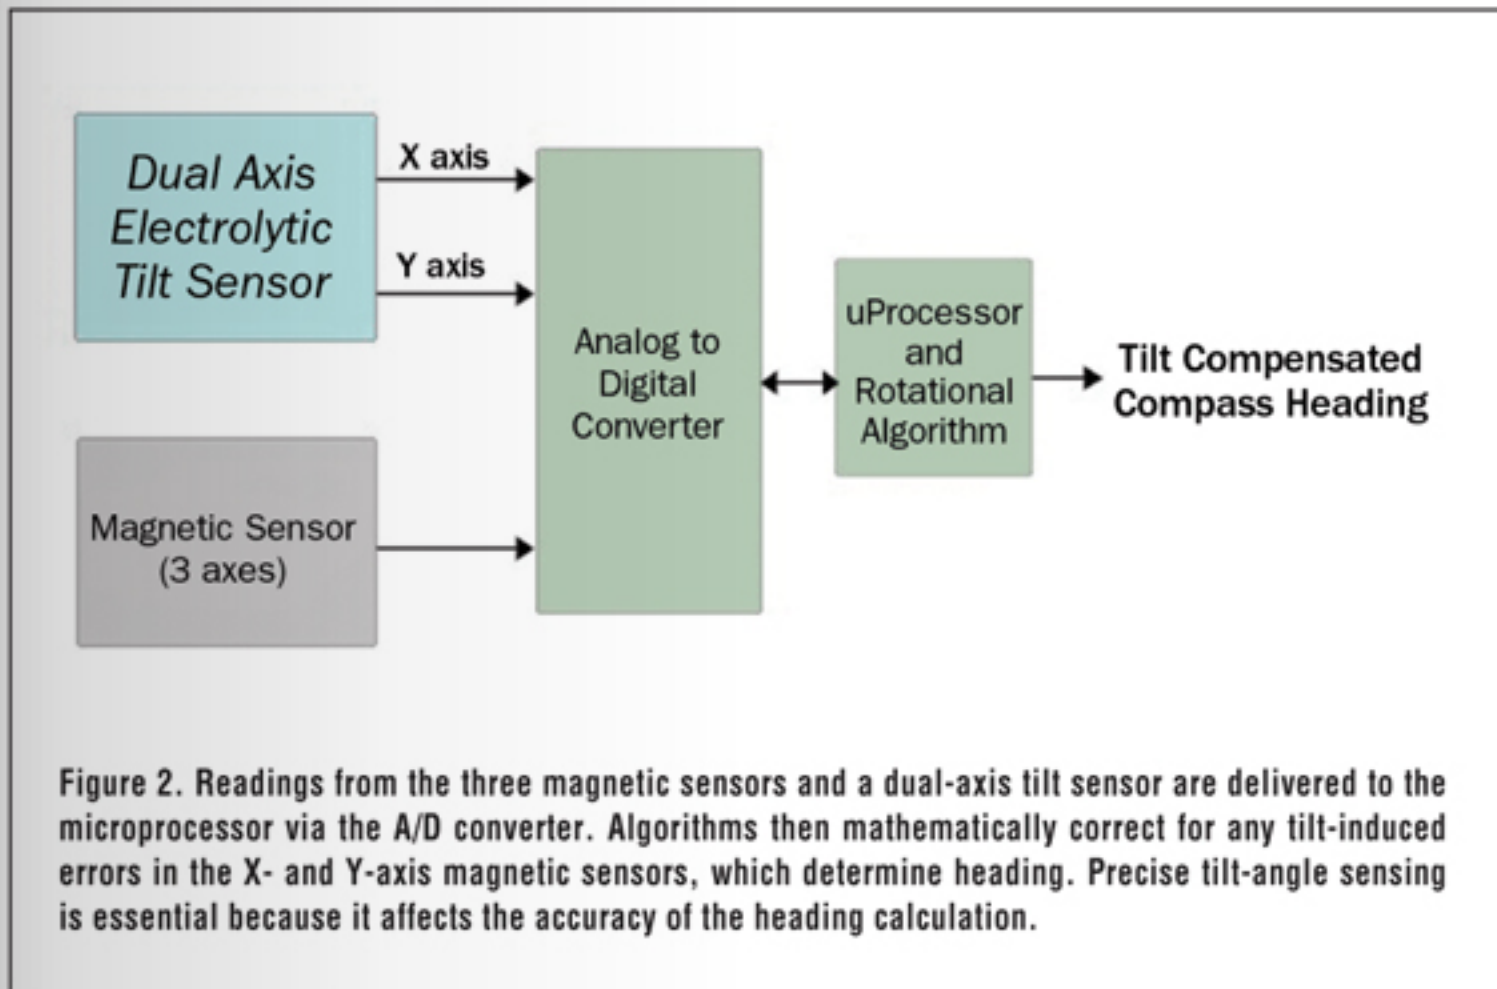 Dual Axis
Electrolytic
Tilt Sensor
X axis
Y axis
Magnetic Sensor
(3 axes)
Analog to
Digital
Converter
uProcessor
and
Rotational
Algorithm
Tilt Compensated
Compass Heading
Figure 2. Readings from the three magnetic sensors and a dual-axis tilt sensor are delivered to the
microprocessor via the A/D converter. Algorithms then mathematically correct for any tilt-induced
errors in the X- and Y-axis magnetic sensors, which determine heading. Precise tilt-angle sensing
is essential because it affects the accuracy of the heading calculation.